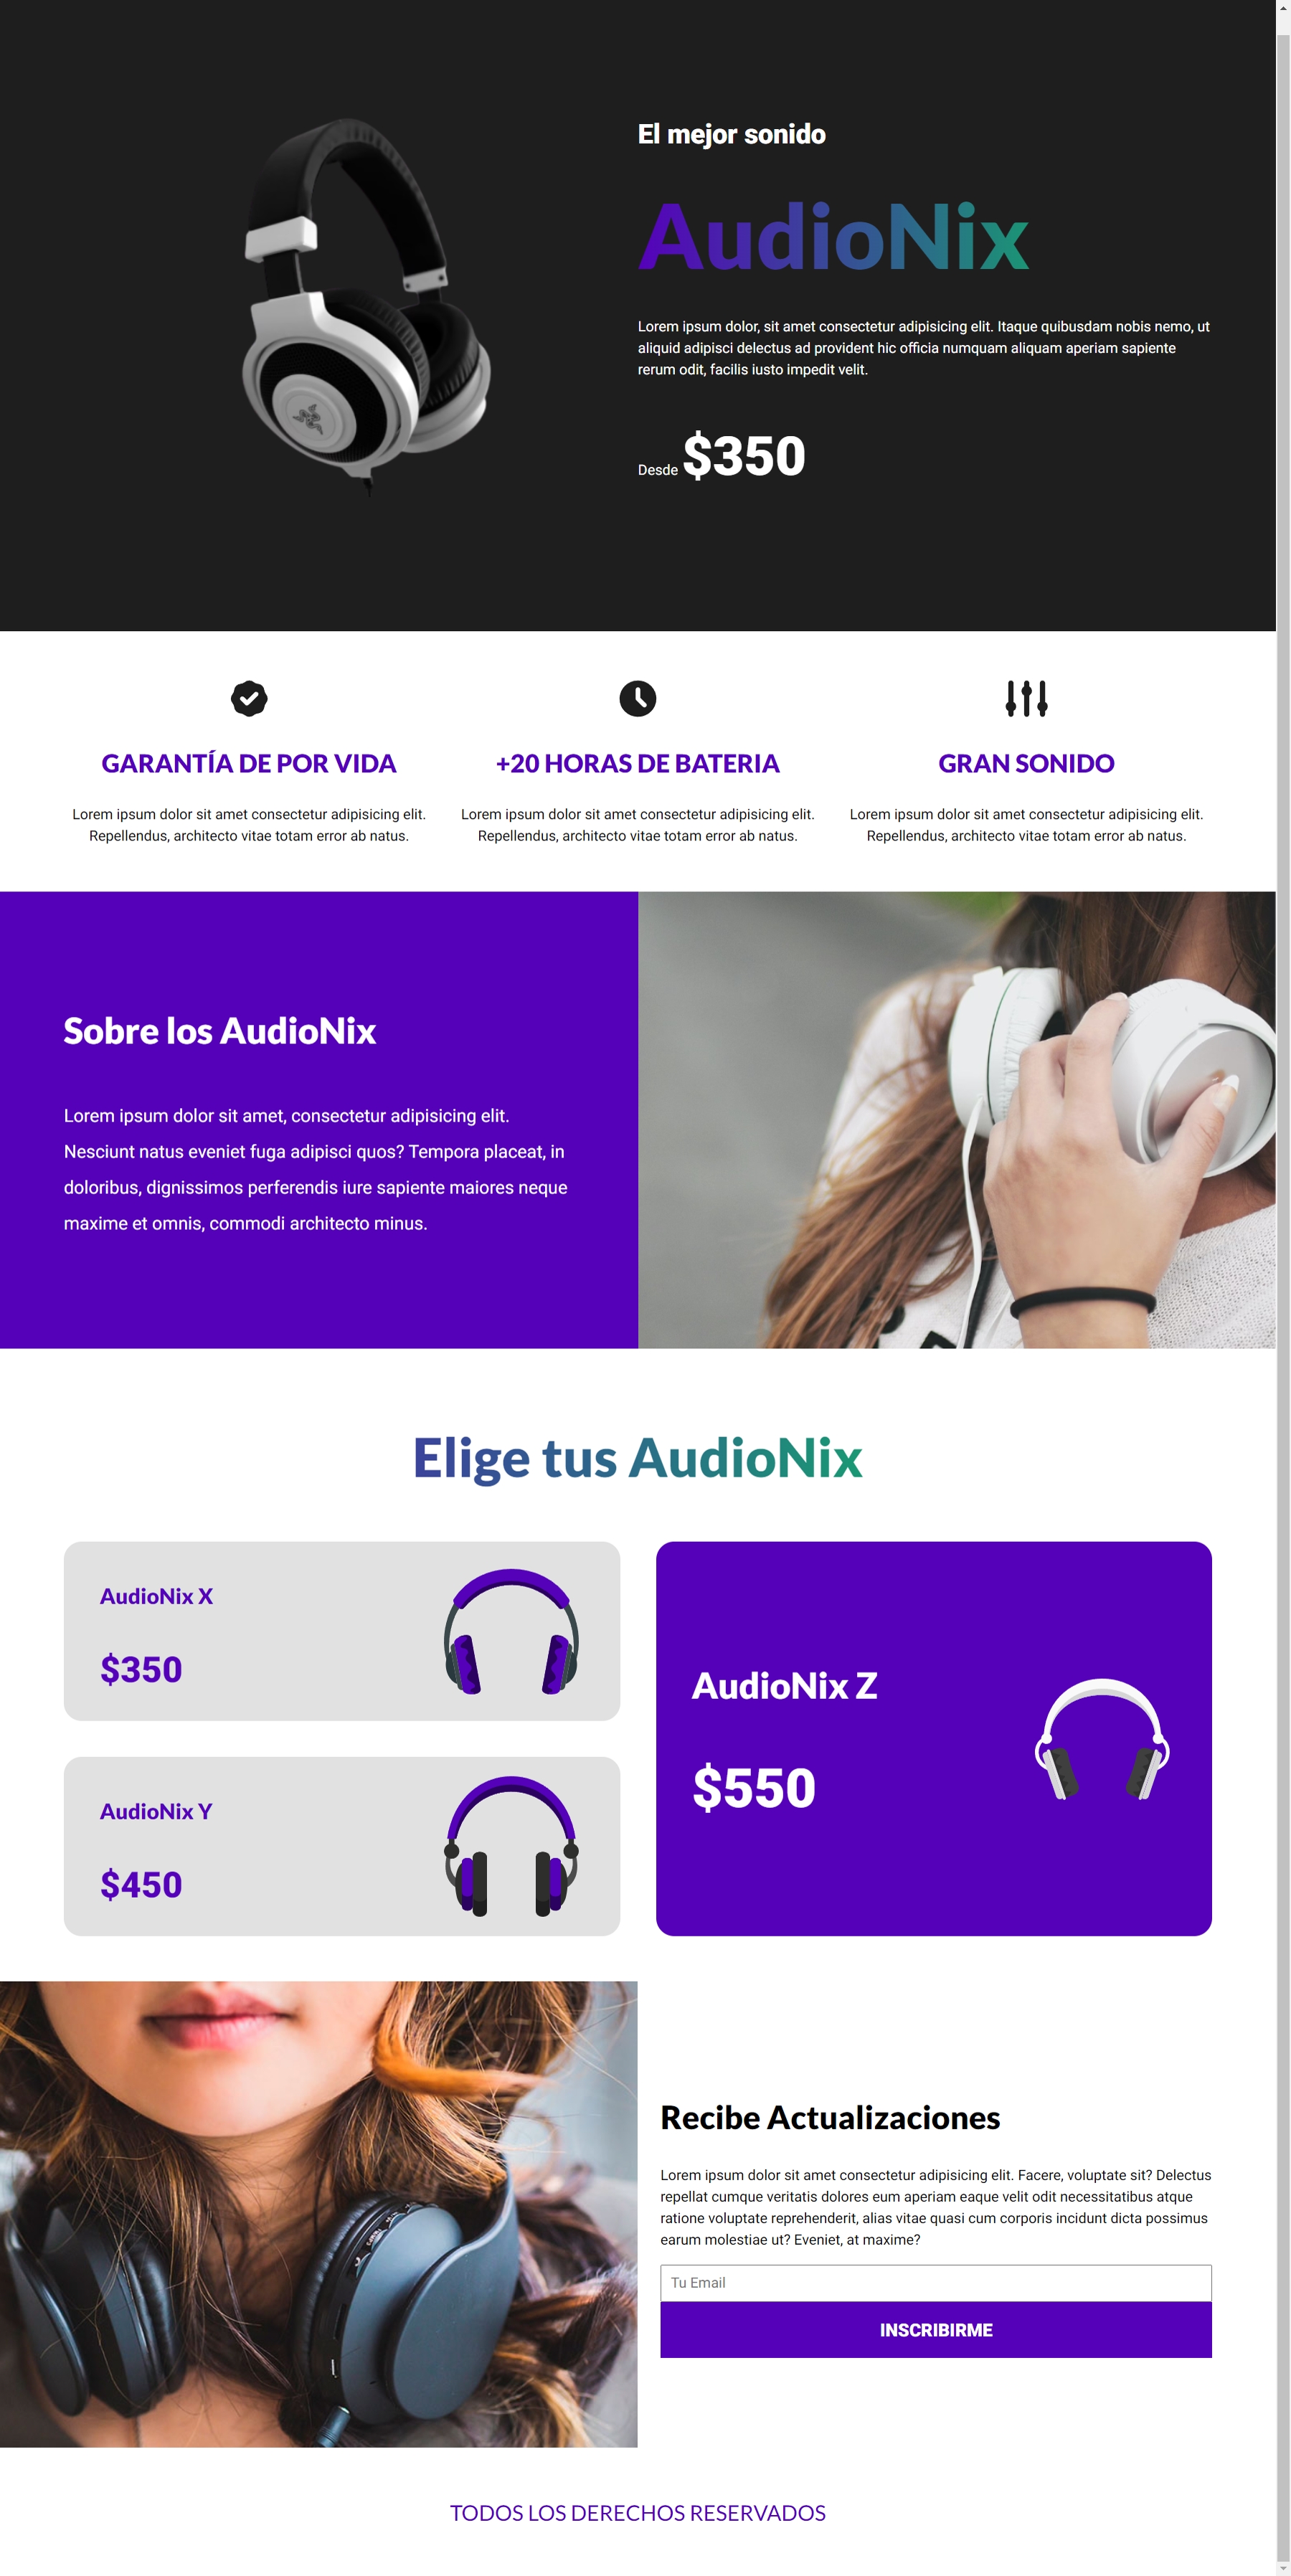 El mejor sonido
AudioNix
Lorem ipsum dolor, sit amet consectetur adipisicing elit. Itaque quibusdam nobis nemo, ut
aliquid adipisci delectus ad provident hic officia numquam aliquam aperiam sapiente
rerum odit, facilis iusto impedit velit.
Desde $350
GARANTÍA DE POR VIDA
Lorem ipsum dolor sit amet consectetur adipisicing elit.
Repellendus, architecto vitae totam error ab natus.
+20 HORAS DE BATERIA
Lorem ipsum dolor sit amet consectetur adipisicing elit.
Repellendus, architecto vitae totam error ab natus.
GRAN SONIDO
Lorem ipsum dolor sit amet consectetur adipisicing elit.
Repellendus, architecto vitae totam error ab natus.
Sobre los AudioNix
Lorem ipsum dolor sit amet, consectetur adipisicing elit.
Nesciunt natus eveniet fuga adipisci quos? Tempora placeat, in
doloribus, dignissimos perferendis iure sapiente maiores neque
maxime et omnis, commodi architecto minus.
Elige tus AudioNix
AudioNix X
$350
AudioNix Y
$450
AudioNix Z
$550
Recibe Actualizaciones
Lorem ipsum dolor sit amet consectetur adipisicing elit. Facere, voluptate sit? Delectus
repellat cumque veritatis dolores eum aperiam eaque velit odit necessitatibus atque
ratione voluptate reprehenderit, alias vitae quasi cum corporis incidunt dicta possimus
earum molestiae ut? Eveniet, at maxime?
Tu Email
INSCRIBIRME
TODOS LOS DERECHOS RESERVADOS